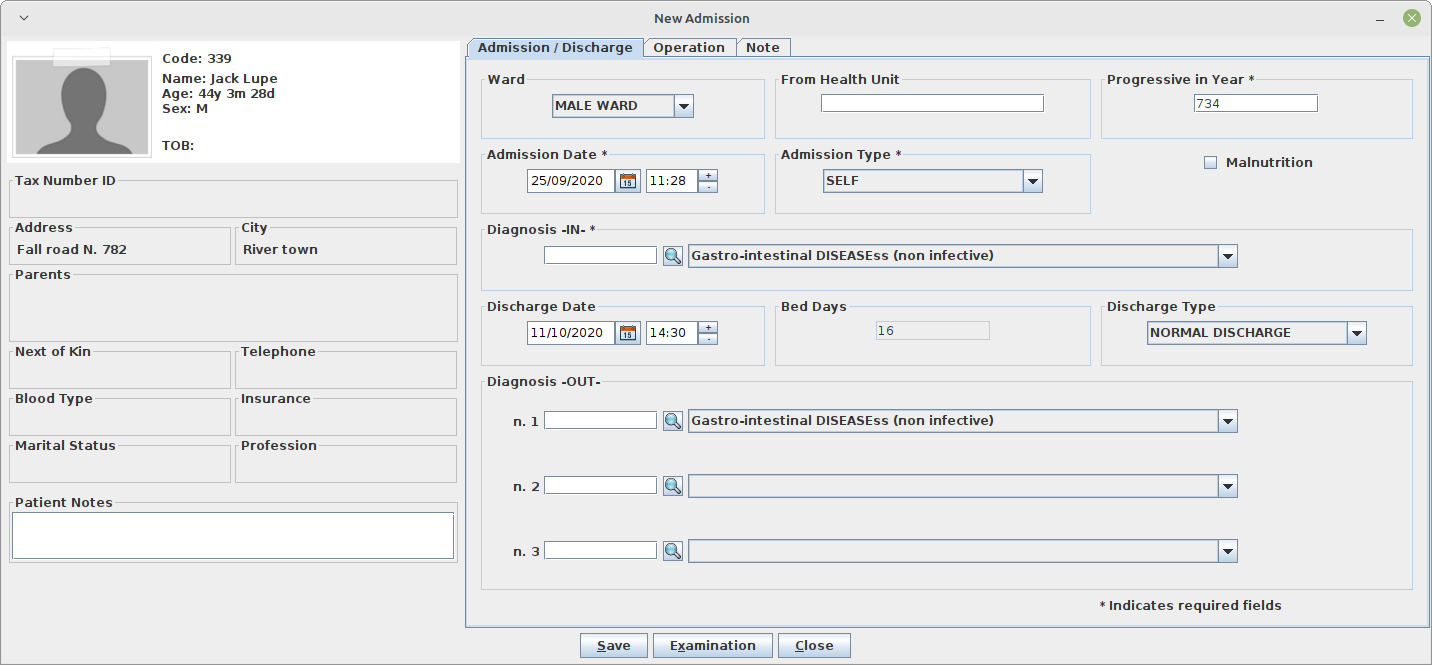 New Admission
Code: 339
Name: Jack Lupe
Age: 44y 3m 28d
Sex: M
TOB:
Tax Number ID
Address
City
Fall road N. 782
River town
Parents
Next of Kin
Telephone
Blood Type
Insurance
Marital Status
Profession
Patient Notes
Admission / Discharge
Operation
Note
Ward
From Health Unit
Progressive in Year *
MALE WARD
734
Admission Date *
Admission Type *
Malnutrition
25/09/2020
15
11:28
+
-
SELF
Diagnosis -IN- *
Gastro-intestinal DISEASEss (non infective)
Discharge Date
Bed Days
Discharge Type
11/10/2020
15
14:30
+
-
16
NORMAL DISCHARGE
Diagnosis -OUT-
n. 1
Gastro-intestinal DISEASEss (non infective)
n. 2
n. 3
* Indicates required fields
Save
Examination
Close